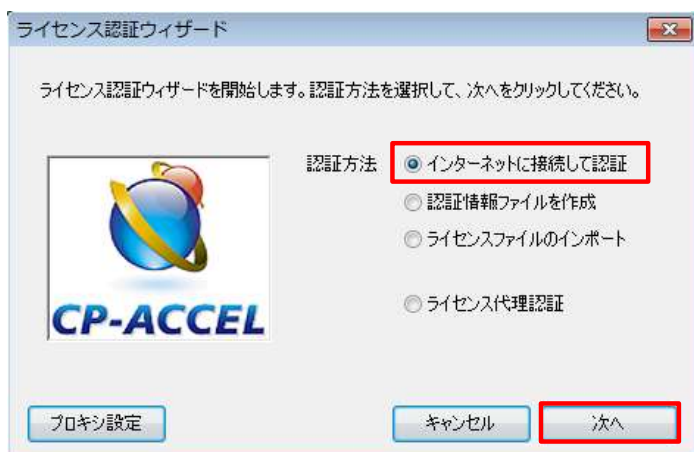 ライセンス認証ウィザード
ライセンス認証ウィザードを開始します。認証方法を選択して、次へをクリックしてください。
認証方法
インターネットに接続して認証
認証情報ファイルを作成
ライセンスファイルのインポート
ライセンス代理認証
CP-ACCEL
プロキシ設定
キャンセル
次へ